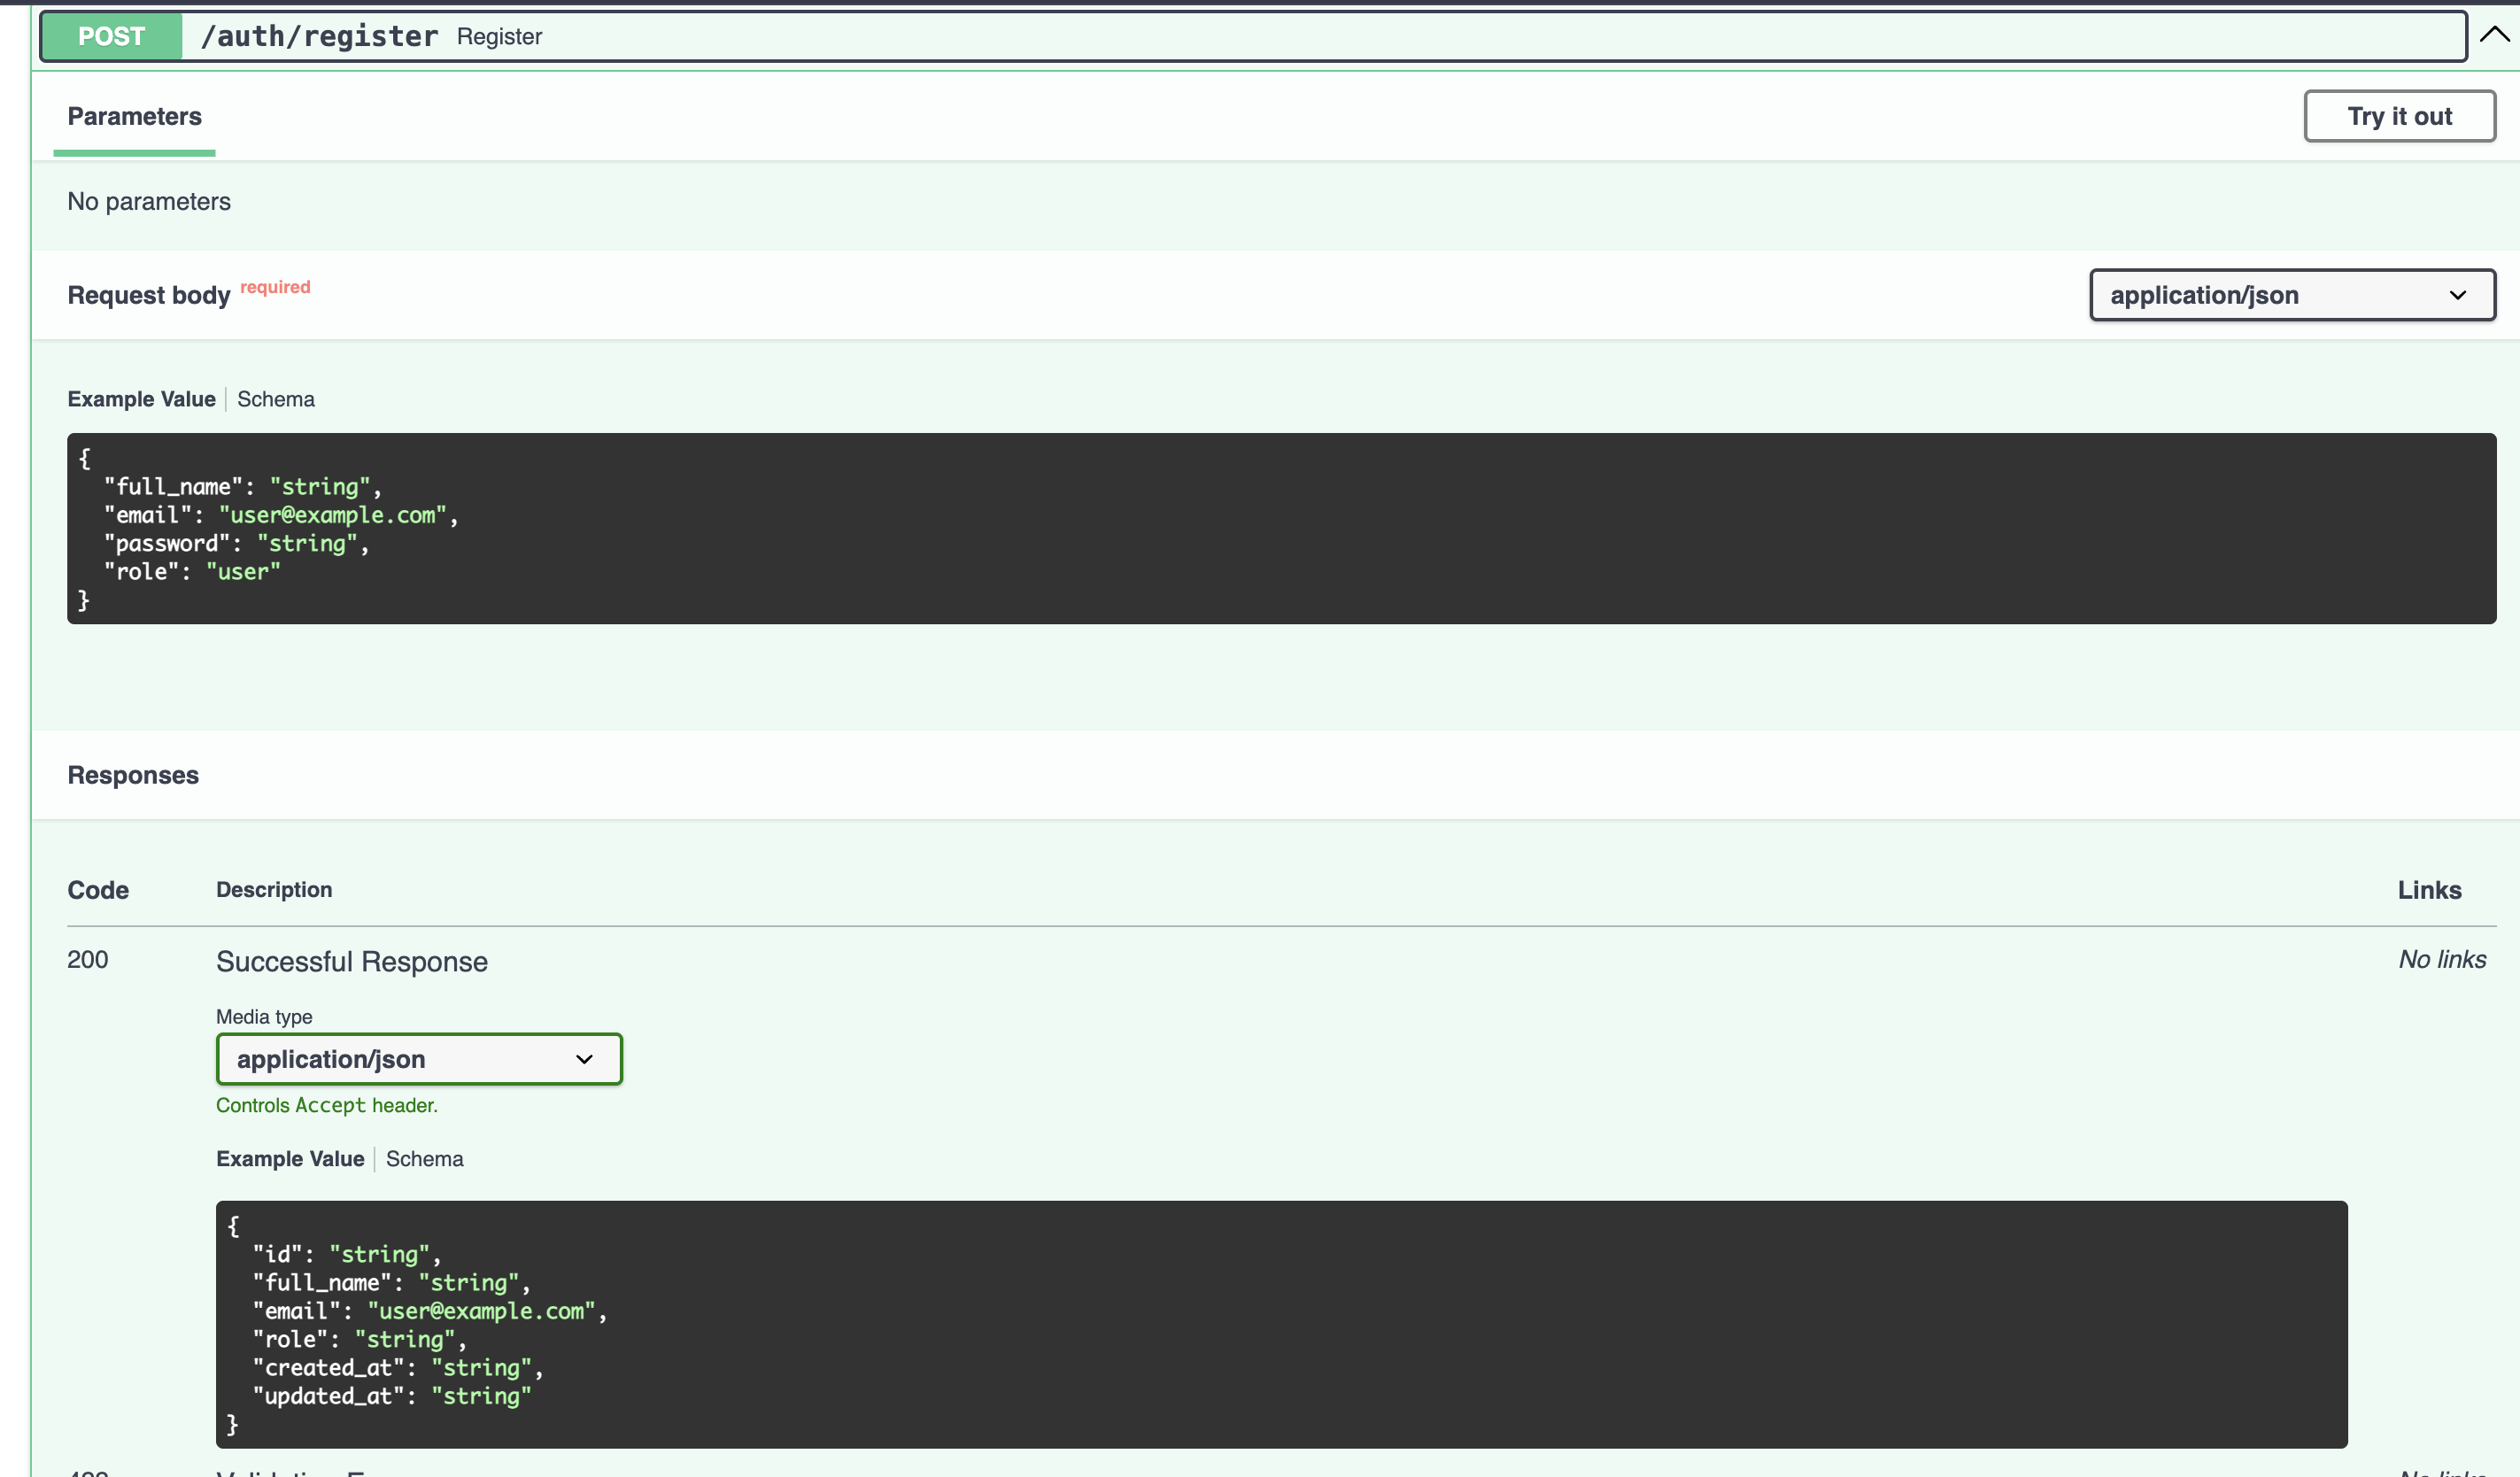 POST /auth/register Register
Parameters
Try it out
No parameters
Request body required
application/json
Example Value Schema
{
"full_name": "string",
"email": "user@example.com",
"password": "string",
"role": "user"
}
Responses
Code Description Links
200 Successful Response No links
Media type
application/json
Controls Accept header.
Example Value Schema
{
"id": "string",
"full_name": "string",
"email": "user@example.com",
"role": "string",
"created_at": "string",
"updated_at": "string"
}